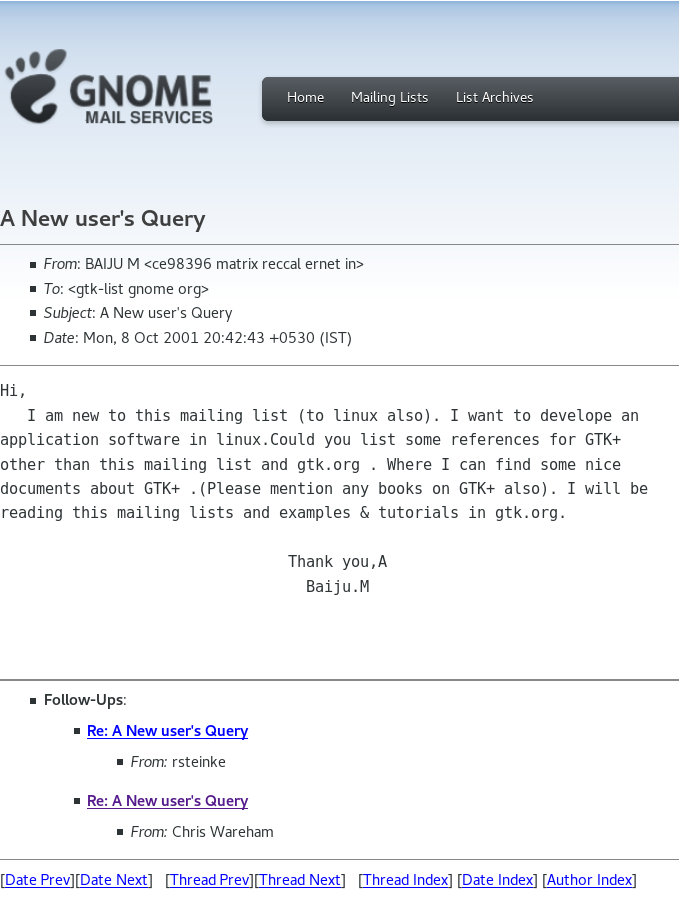 GNOME
MAIL SERVICES
Home Mailing Lists List Archives
A New user's Query
From: BAIJU M <ce98396 matrix reccal ernet in>
To: <gtk-list gnome org>
Subject: A New user's Query
Date: Mon, 8 Oct 2001 20:42:43 +0530 (IST)
Hi,
I am new to this mailing list (to linux also). I want to develope an
application software in linux.Could you list some references for GTK+
other than this mailing list and gtk.org . Where I can find some nice
documents about GTK+ .(Please mention any books on GTK+ also). I will be
reading this mailing lists and examples & tutorials in gtk.org.
Thank you,A
Baiju.M
Follow-Ups:
Re: A New user's Query
From: rsteinke
Re: A New user's Query
From: Chris Wareham
[Date Prev][Date Next] [Thread Prev][Thread Next] [Thread Index] [Date Index] [Author Index]